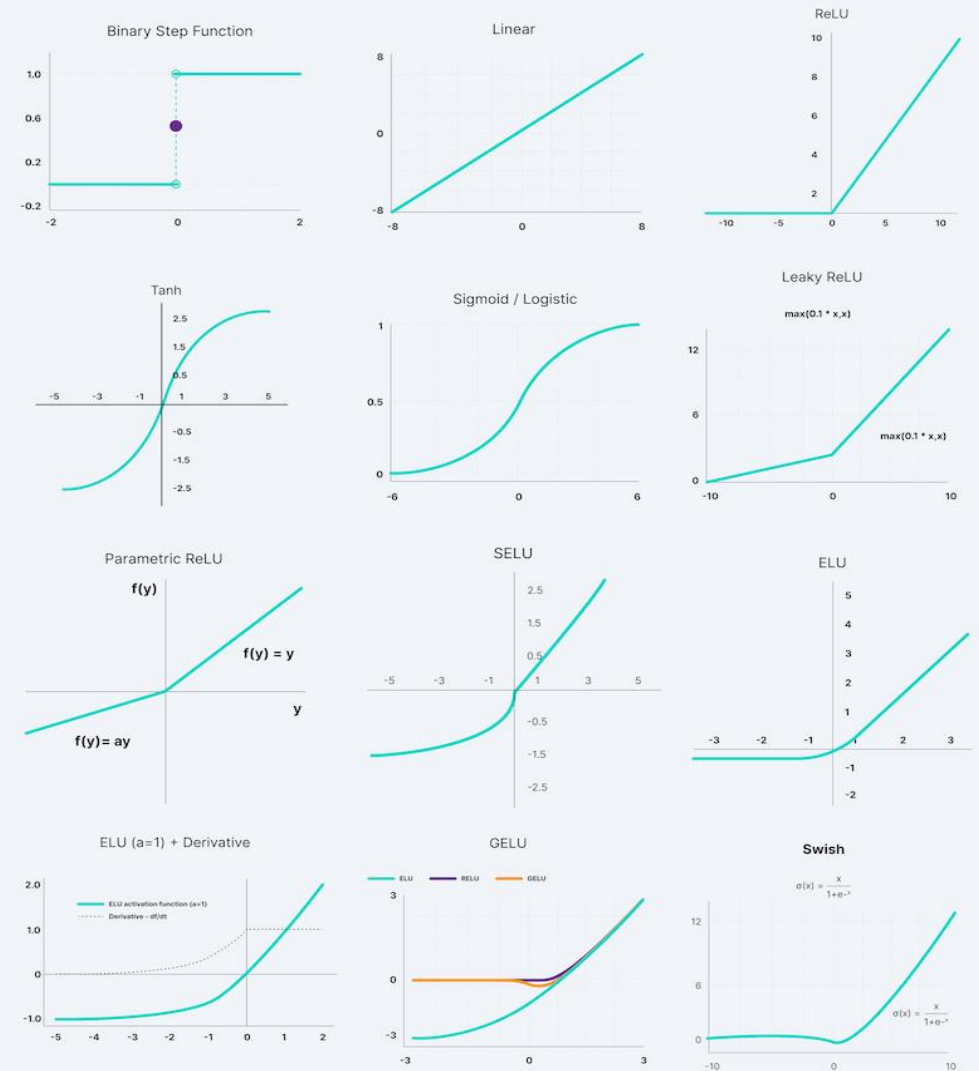 Binary Step Function
1.0
0.6
0.2
-0.2
-2 0 2
Linear
8
0
-8
-8 0 8
ReLU
10
8
6
4
2
-10 -5 0 5 10
Tanh
2.5
1.5
0.5
-5 -3 -1 1 3 5
-0.5
-1.5
-2.5
Sigmoid / Logistic
1
0.5
0
-6 0 6
Leaky ReLU
max(0.1 * x,x)
12
6
max(0.1 * x,x)
0
-10 0 10
Parametric ReLU
f(y)
f(y) = y
y
f(y)= ay
SELU
2.5
1.5
0.5
-5 -3 -1 1 3 5
-0.5
-1.5
-2.5
ELU
5
4
3
2
1
-3 -2 -1 1 2 3
-1
-2
ELU (a=1) + Derivative
2.0
ELU activation function (a=1)
Derivative - df/dt
1.0
0
-1.0
-5 -4 -3 -2 -1 0 1 2
GELU
ELU RELU GELU
3
0
-3
-3 0 3
Swish
σ(x) = x
1+e-ˣ
12
6
σ(x) = x
1+e-ˣ
0
-10 0 10